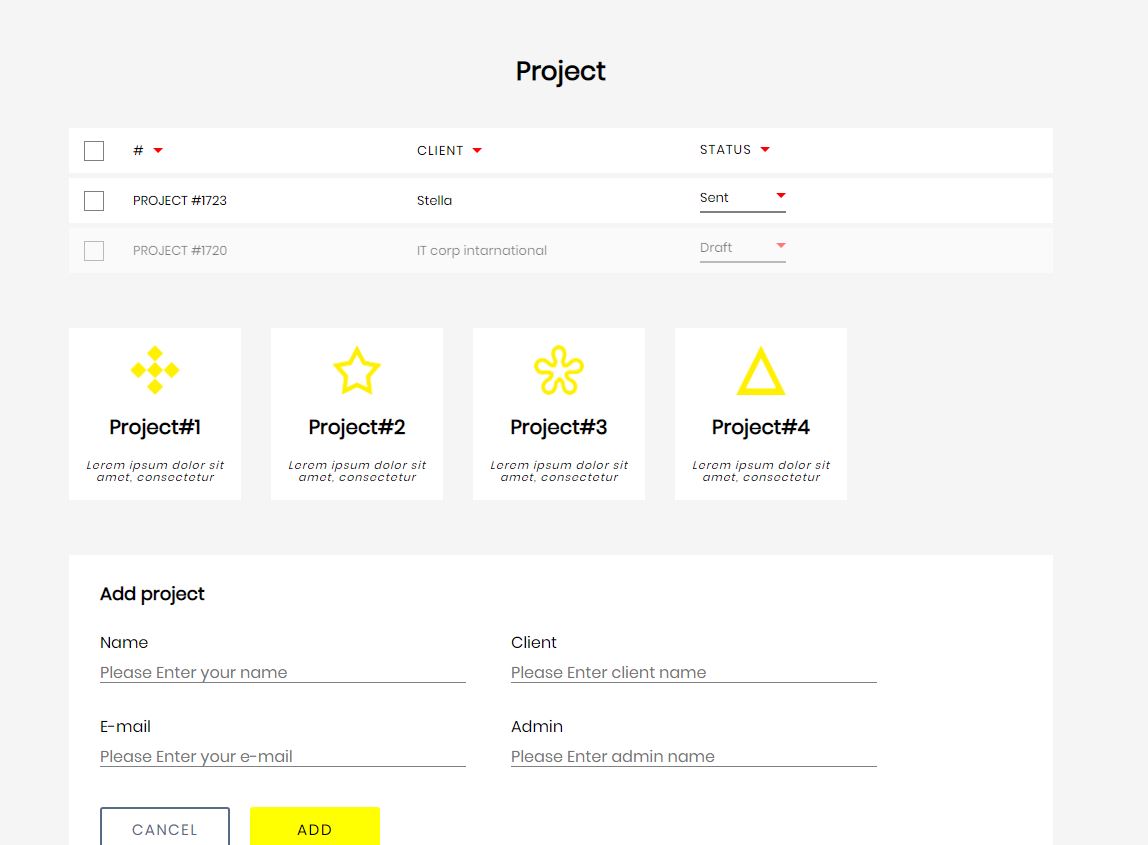 Project
# CLIENT STATUS
PROJECT #1723 Stella Sent
PROJECT #1720 IT corp intarnational Draft
Project#1 Project#2 Project#3 Project#4
Lorem ipsum dolor sit Lorem ipsum dolor sit Lorem ipsum dolor sit Lorem ipsum dolor sit
amet, consectetur amet, consectetur amet, consectetur amet, consectetur
Add project
Name Client
Please Enter your name Please Enter client name
E-mail Admin
Please Enter your e-mail Please Enter admin name
CANCEL ADD